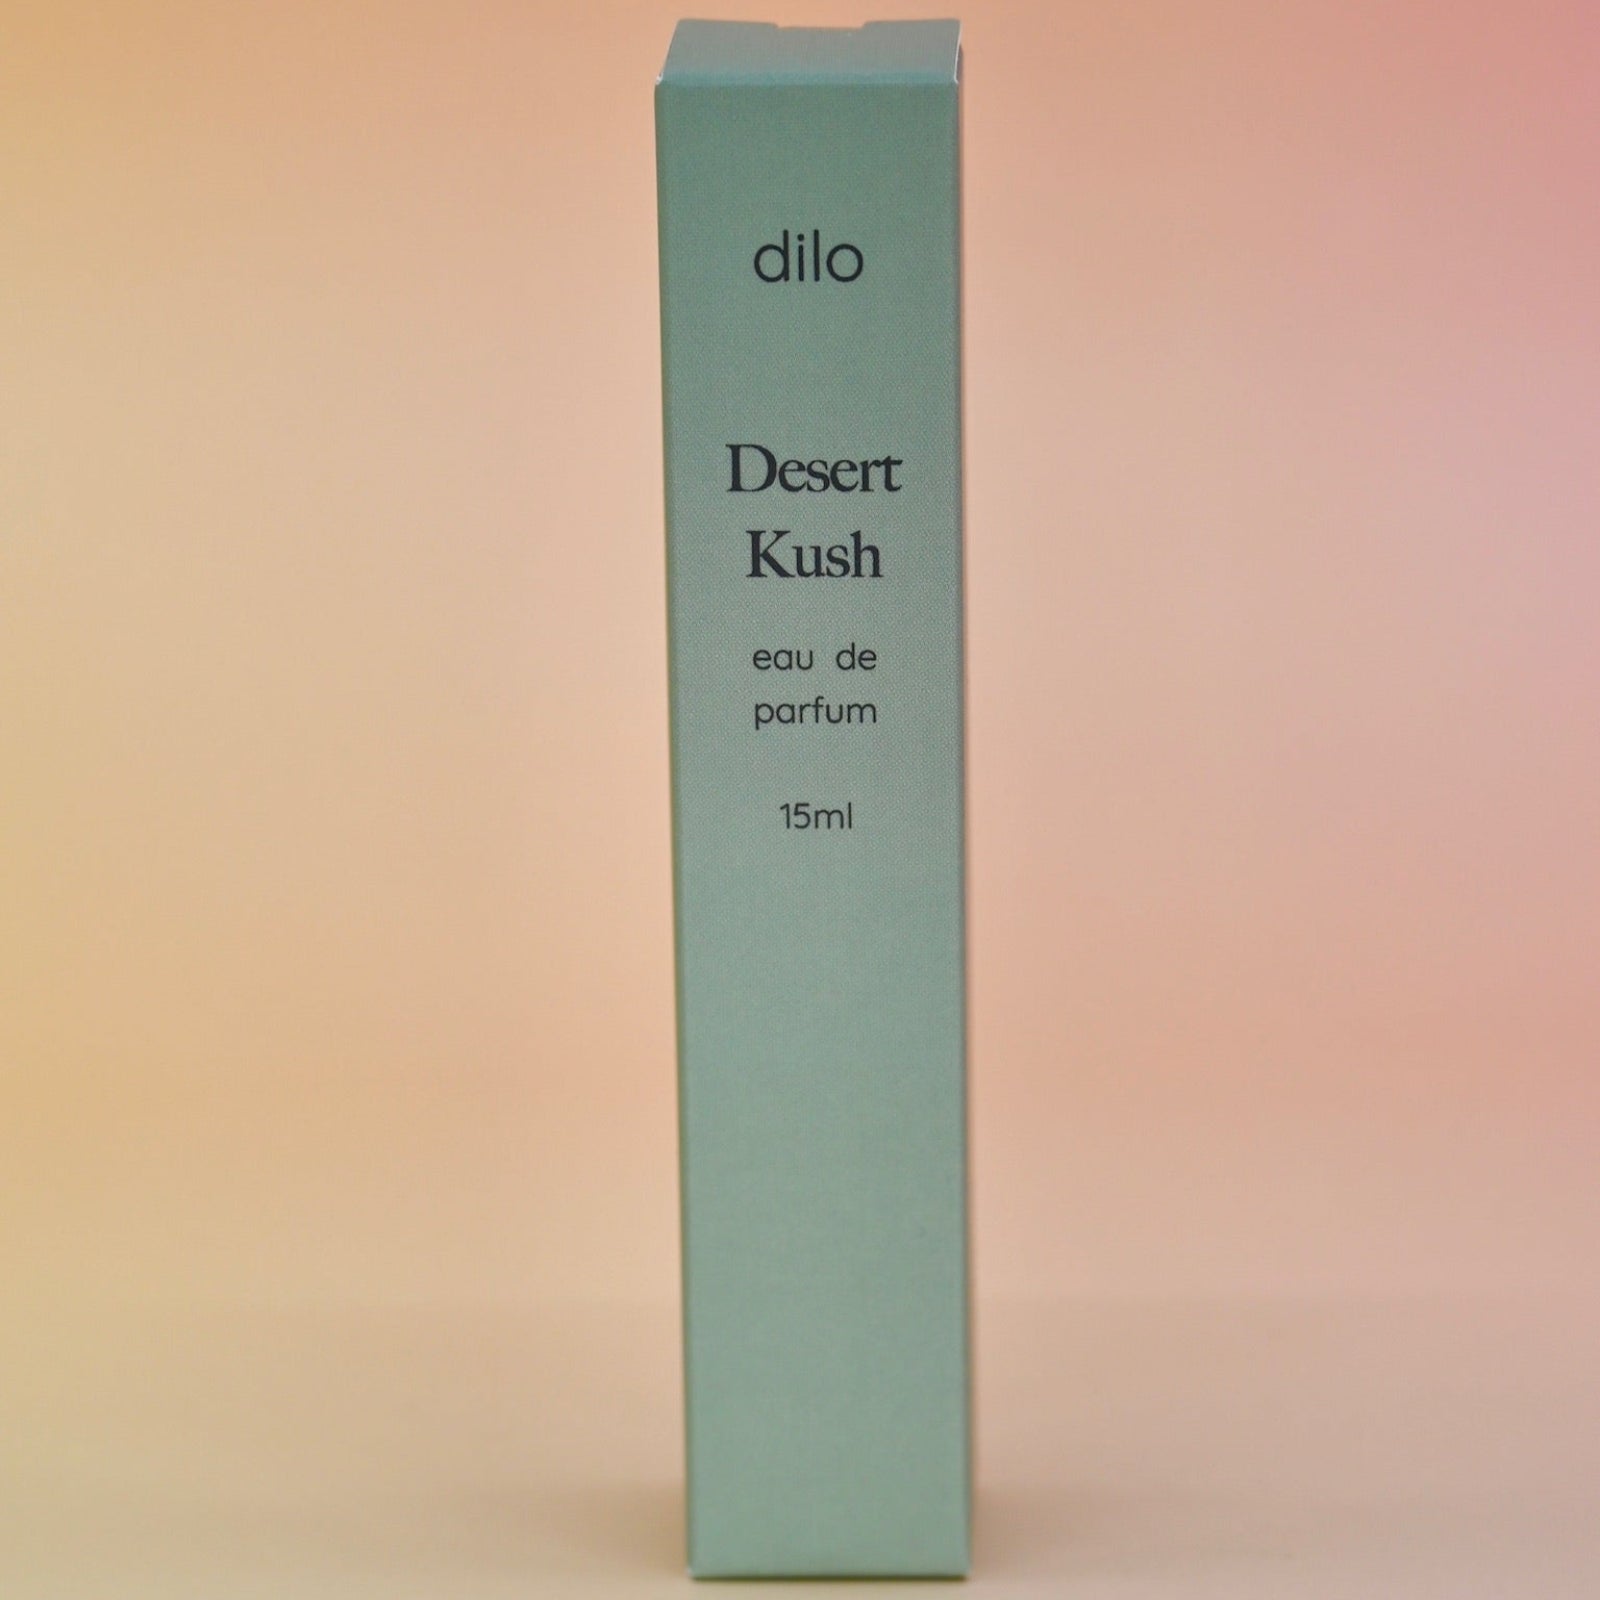 dilo
Desert
Kush
eau de
parfum
15ml